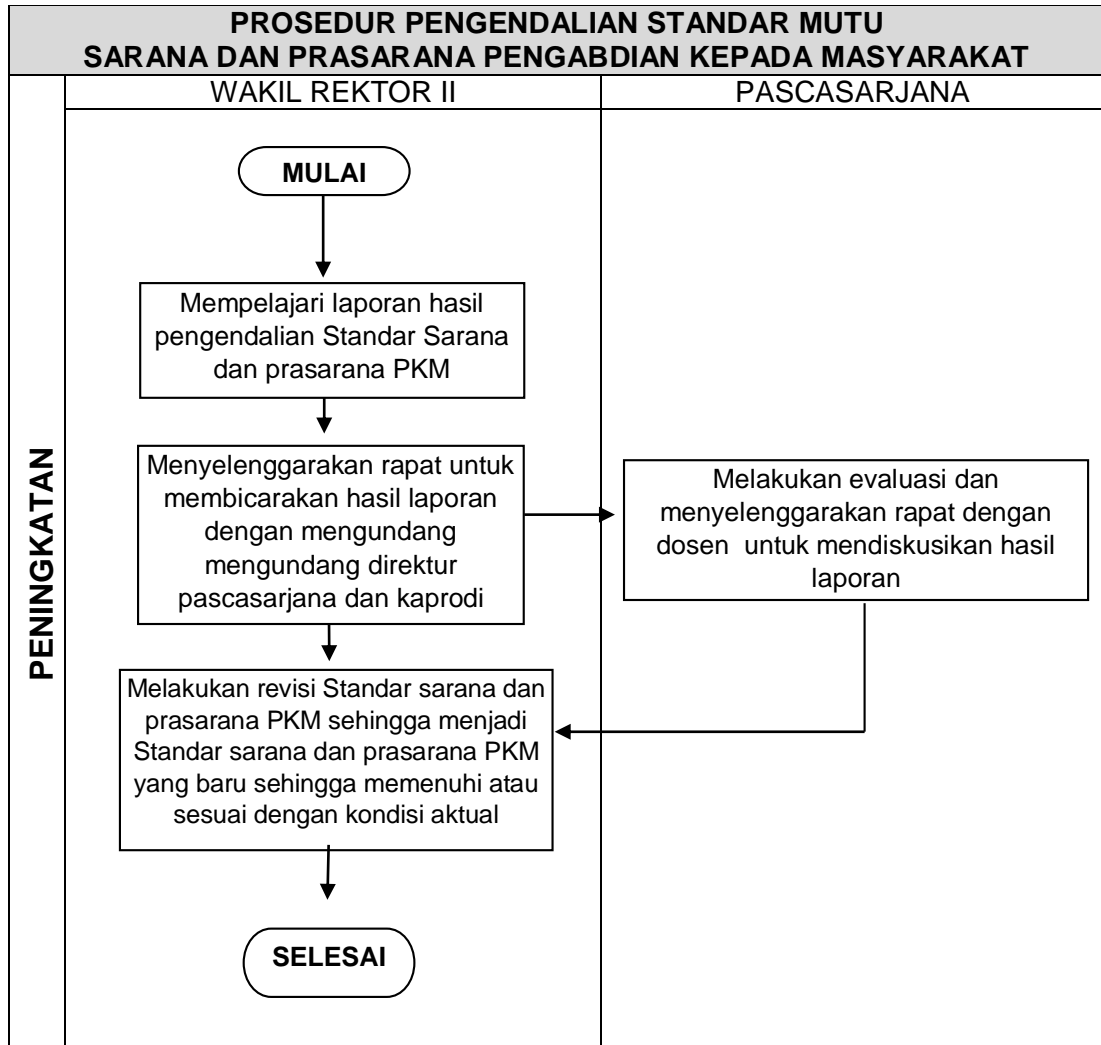 PROSEDUR PENGENDALIAN STANDAR MUTU
SARANA DAN PRASARANA PENGABDIAN KEPADA MASYARAKAT
WAKIL REKTOR II
PASCASARJANA
PENINGKATAN
MULAI
Mempelajari laporan hasil
pengendalian Standar Sarana
dan prasarana PKM
Menyelenggarakan rapat untuk
membicarakan hasil laporan
dengan mengundang
mengundang direktur
pascasarjana dan kaprodi
Melakukan evaluasi dan
menyelenggarakan rapat dengan
dosen untuk mendiskusikan hasil
laporan
Melakukan revisi Standar sarana dan
prasarana PKM sehingga menjadi
Standar sarana dan prasarana PKM
yang baru sehingga memenuhi atau
sesuai dengan kondisi aktual
SELESAI